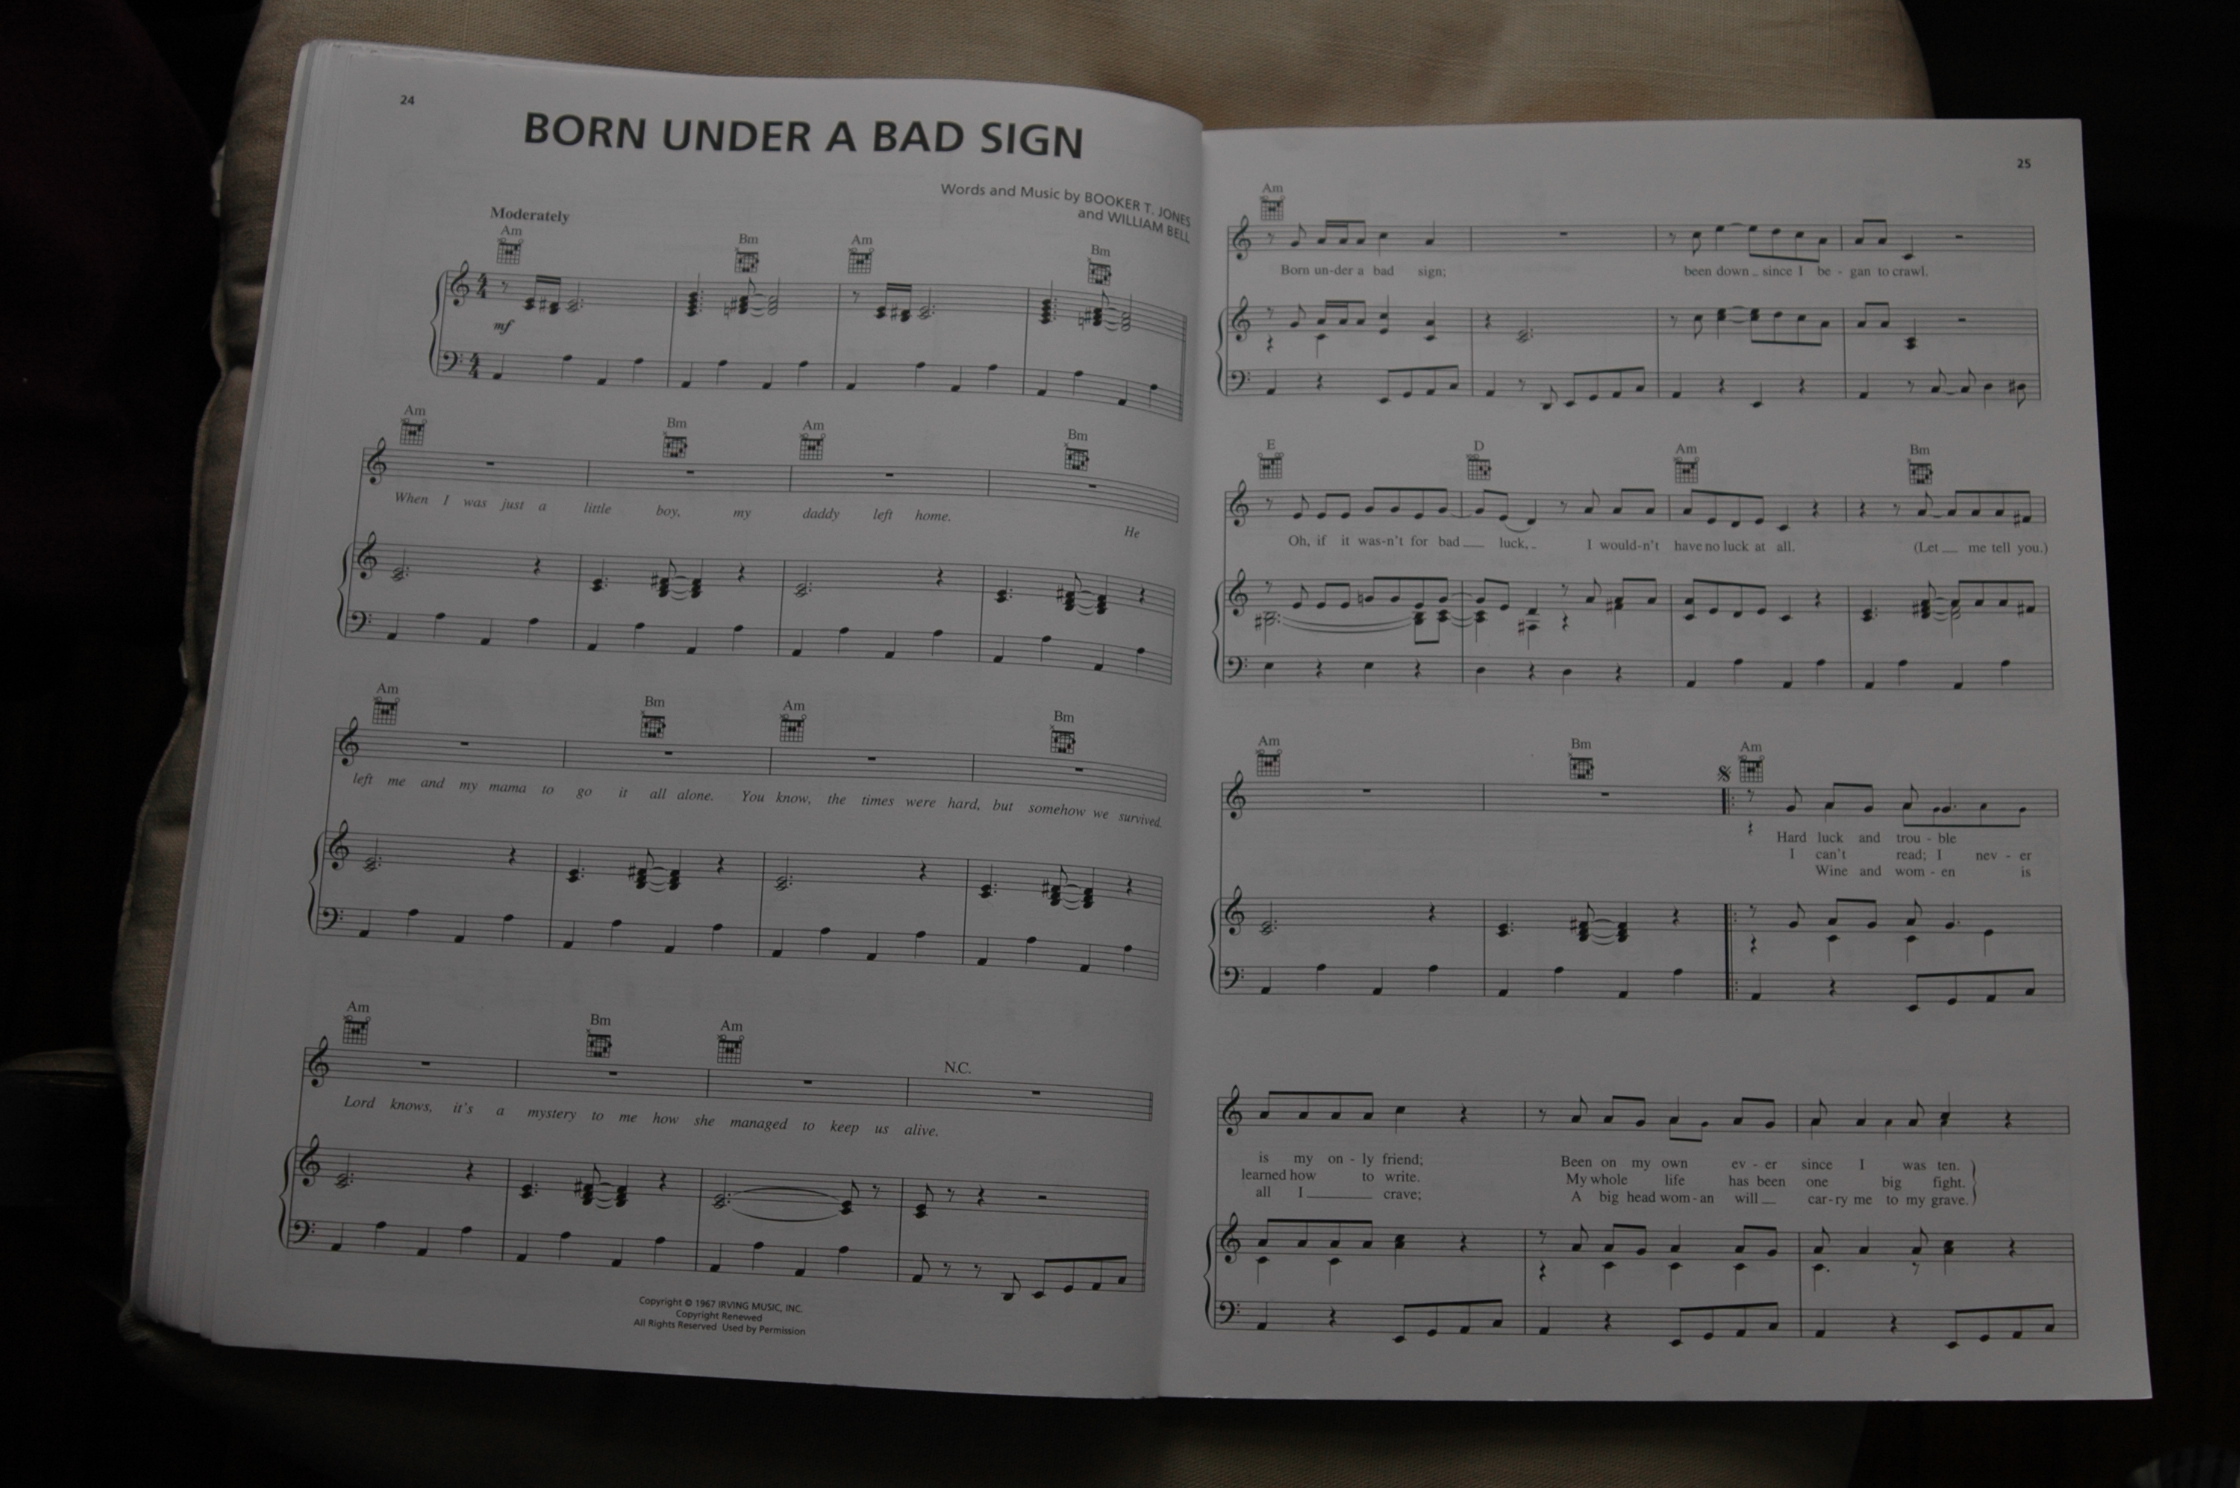 24
BORN UNDER A BAD SIGN
Words and Music by BOOKER T. JONES
and WILLIAM BELL
Moderately
Am Bm Am Bm
mf
Am Bm Am Bm
When I was just a little boy, my daddy left home. He
Am Bm Am Bm
left me and my mama to go it all alone. You know, the times were hard, but somehow we survived.
Am Bm Am N.C.
Lord knows, it's a mystery to me how she managed to keep us alive.
Copyright © 1967 IRVING MUSIC, INC.
Copyright Renewed
All Rights Reserved Used by Permission
25
Am
Born un-der a bad sign; been down since I be - gan to crawl.
E D Am Bm
Oh, if it was-n't for bad luck, I would-n't have no luck at all. (Let me tell you.)
Am Bm Am
Hard luck and trou - ble
I can't read; I nev - er
Wine and wom - en is
is my on - ly friend; Been on my own ev - er since I was ten.
learned how to write. My whole life has been one big fight.
all I crave; A big head wom - an will car - ry me to my grave.